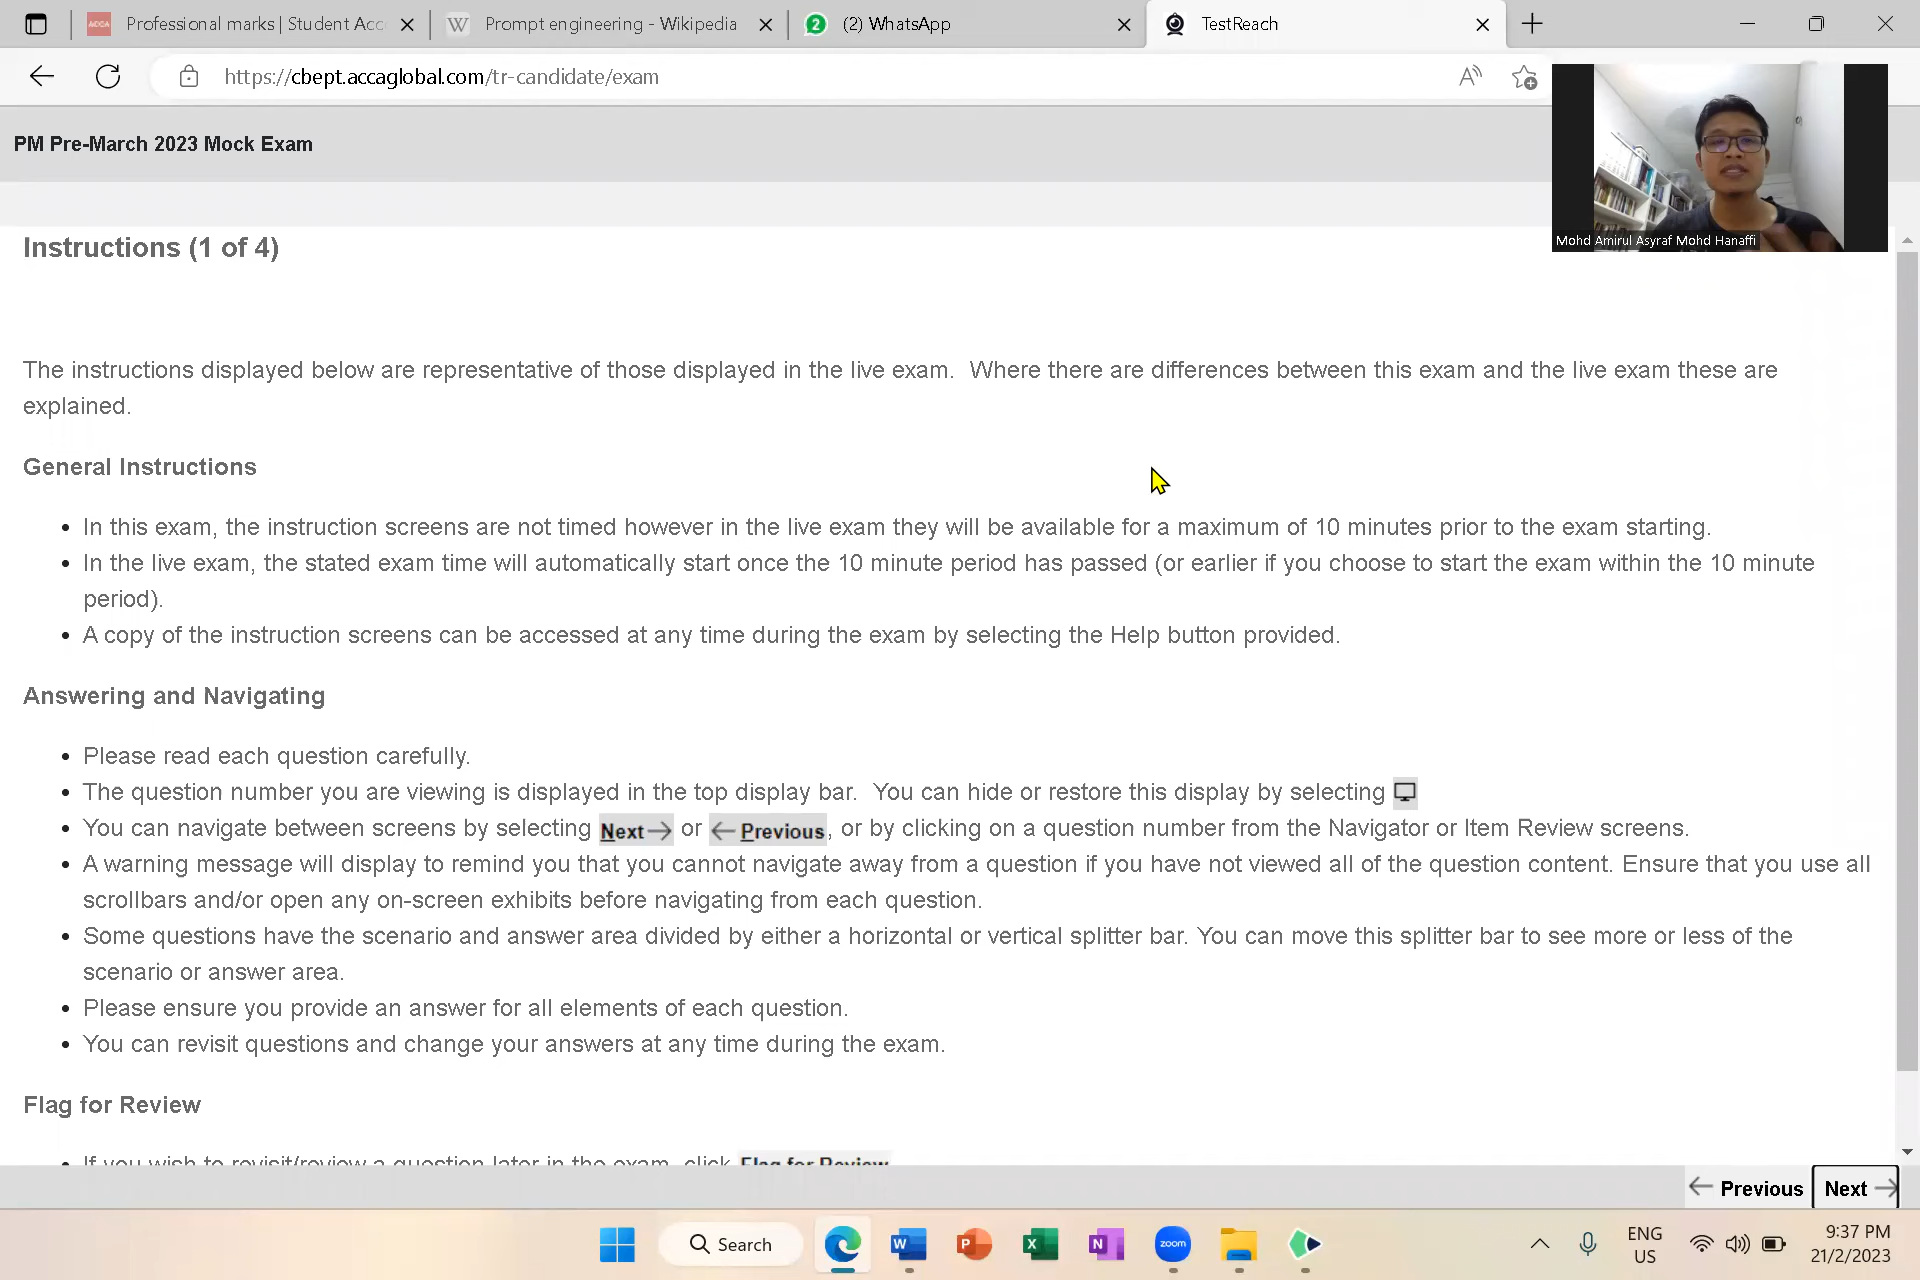 Professional marks | Student Acc
Prompt engineering - Wikipedia
(2) WhatsApp
TestReach
https://cbept.accaglobal.com/tr-candidate/exam
PM Pre-March 2023 Mock Exam
Mohd Amirul Asyraf Mohd Hanaffi
Instructions (1 of 4)
The instructions displayed below are representative of those displayed in the live exam. Where there are differences between this exam and the live exam these are
explained.
General Instructions
In this exam, the instruction screens are not timed however in the live exam they will be available for a maximum of 10 minutes prior to the exam starting.
In the live exam, the stated exam time will automatically start once the 10 minute period has passed (or earlier if you choose to start the exam within the 10 minute
period).
A copy of the instruction screens can be accessed at any time during the exam by selecting the Help button provided.
Answering and Navigating
Please read each question carefully.
The question number you are viewing is displayed in the top display bar. You can hide or restore this display by selecting
You can navigate between screens by selecting Next → or ← Previous, or by clicking on a question number from the Navigator or Item Review screens.
A warning message will display to remind you that you cannot navigate away from a question if you have not viewed all of the question content. Ensure that you use all
scrollbars and/or open any on-screen exhibits before navigating from each question.
Some questions have the scenario and answer area divided by either a horizontal or vertical splitter bar. You can move this splitter bar to see more or less of the
scenario or answer area.
Please ensure you provide an answer for all elements of each question.
You can revisit questions and change your answers at any time during the exam.
Flag for Review
If you wish to revisit/review a question later in the exam, click Flag for Review
← Previous Next →
Search
zoom
ENG
US
9:37 PM
21/2/2023